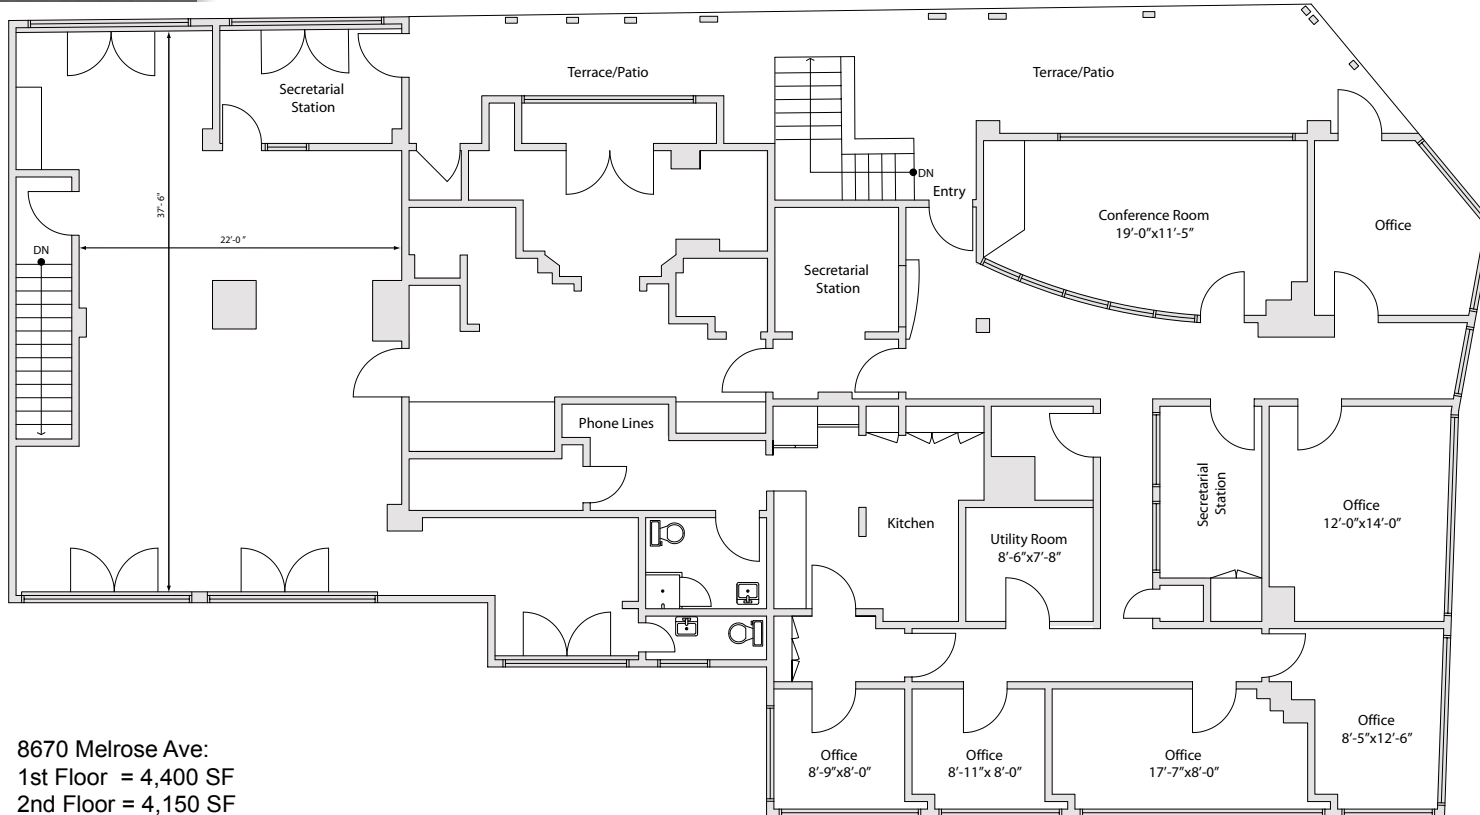 Terrace/Patio
Terrace/Patio
Secretarial
Station
37'- 6"
22'-0 "
DN
DN
Entry
Conference Room
19'-0"x11'-5"
Office
Secretarial
Station
Phone Lines
Kitchen
Utility Room
8'-6"x7'-8"
Secretarial
Station
Office
12'-0"x14'-0"
Office
8'-9"x8'-0"
Office
8'-11"x 8'-0"
Office
17'-7"x8'-0"
Office
8'-5"x12'-6"
8670 Melrose Ave:
1st Floor = 4,400 SF
2nd Floor = 4,150 SF